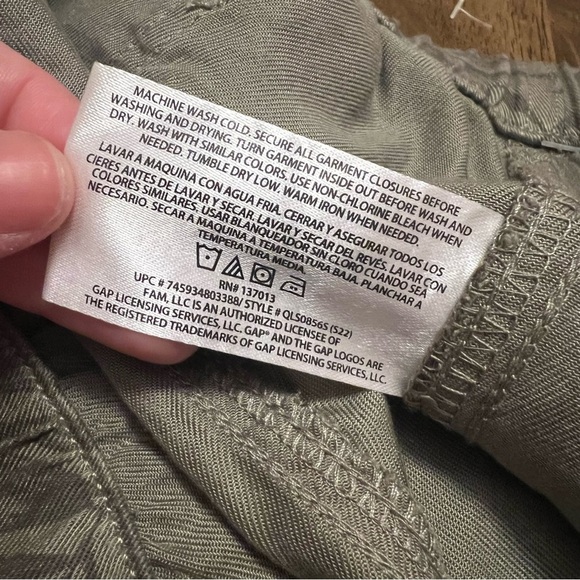 MACHINE WASH COLD. SECURE ALL GARMENT CLOSURES BEFORE
WASHING AND DRYING. TURN GARMENT INSIDE OUT BEFORE WASH AND
DRY. WASH WITH SIMILAR COLORS. USE NON-CHLORINE BLEACH WHEN
NEEDED. TUMBLE DRY LOW. WARM IRON WHEN NEEDED.
LAVAR A MAQUINA CON AGUA FRIA. CERRAR Y ASEGURAR TODOS LOS
CIERES ANTES DE LAVAR Y SECAR. LAVAR Y SECAR DEL REVÉS. LAVAR CON
COLORES SIMILARES. USAR BLANQUEADOR SIN CLORO CUANDO SEA
NECESARIO. SECAR A MAQUINA A TEMPERATURA BAJA. PLANCHAR A
TEMPERATURA MEDIA.
RN# 137013
UPC # 745934803388/ STYLE # QLS0856S (S22)
FAM, LLC IS AN AUTHORIZED LICENSEE OF
GAP LICENSING SERVICES, LLC. GAP® AND THE GAP LOGOS ARE
THE REGISTERED TRADEMARKS OF GAP LICENSING SERVICES, LLC.